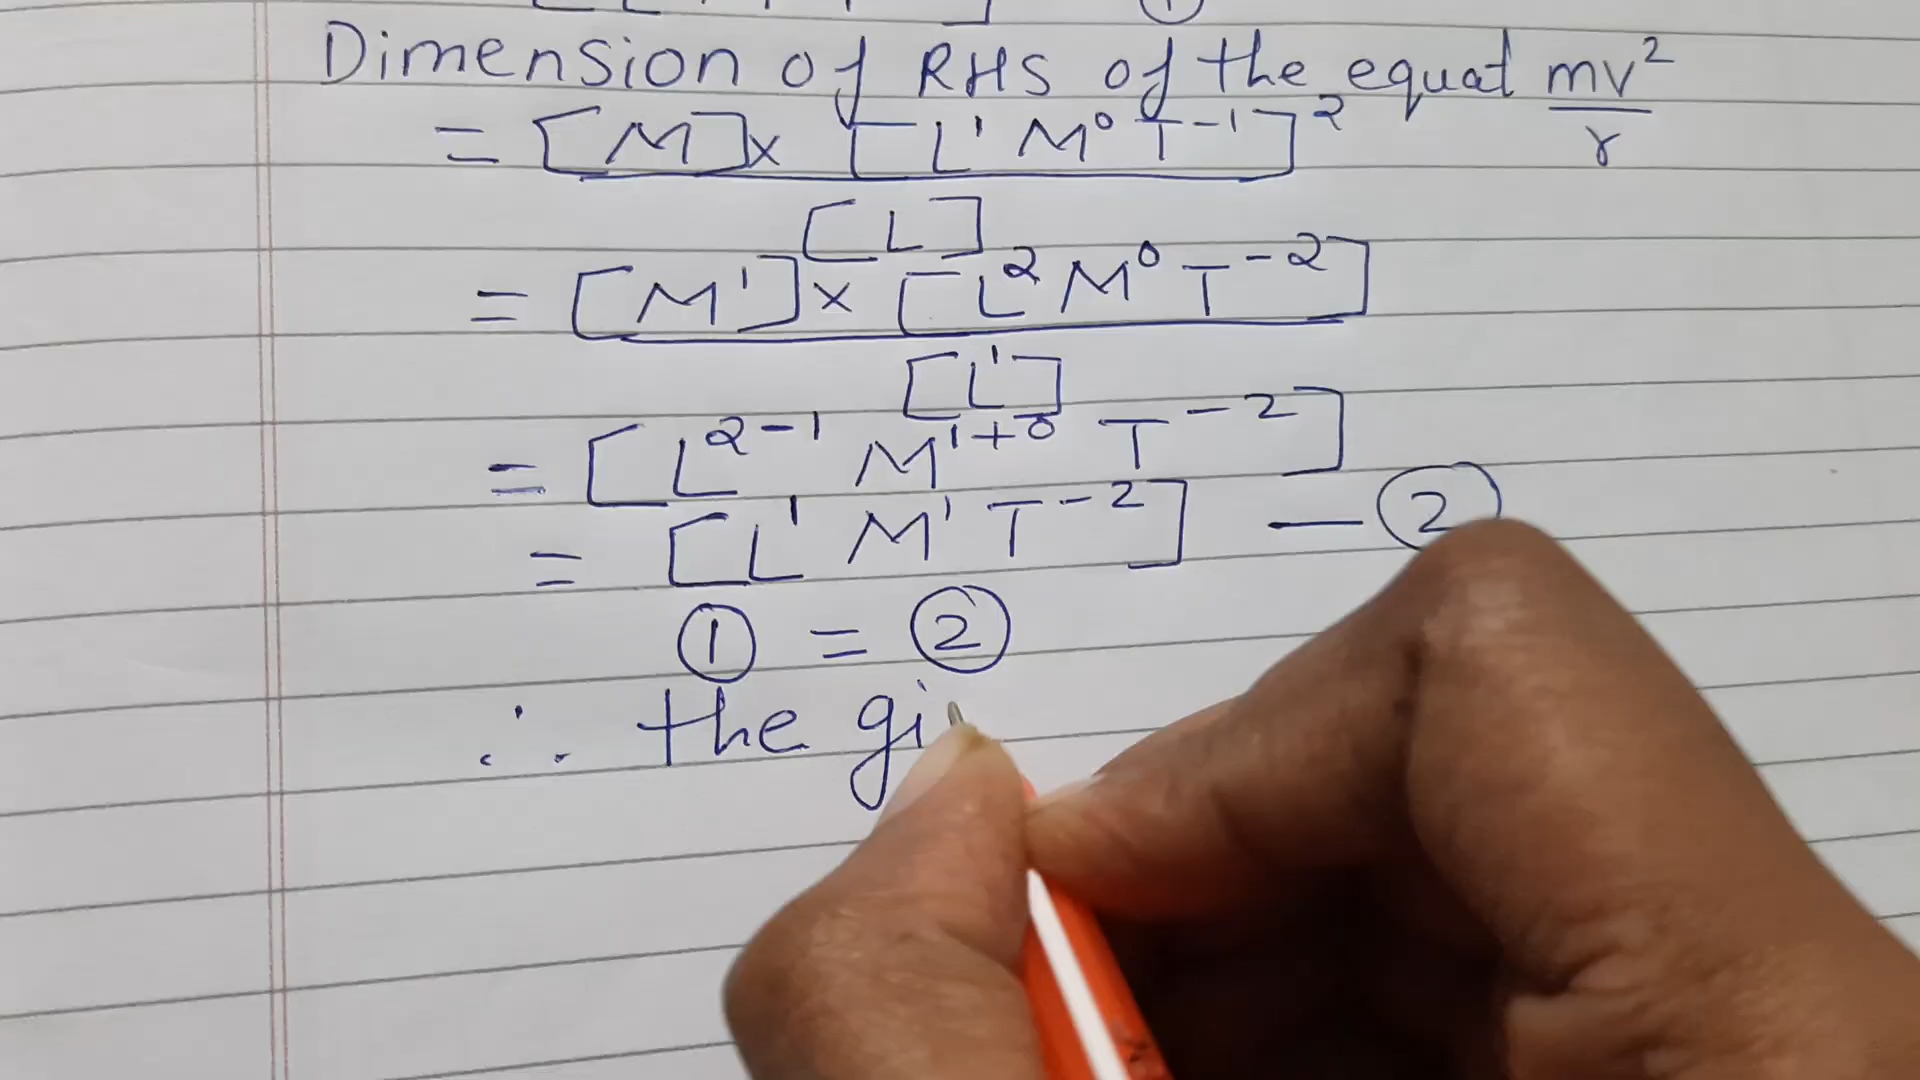 Dimension of RHS of the equat mv²/r
= [M] x [L¹ M⁰ T⁻¹]² / [L]
= [M¹] x [L² M⁰ T⁻²] / [L¹]
= [L²⁻¹ M¹⁺⁰ T⁻²]
= [L¹ M¹ T⁻²] — ②
① = ②
∴ the gi